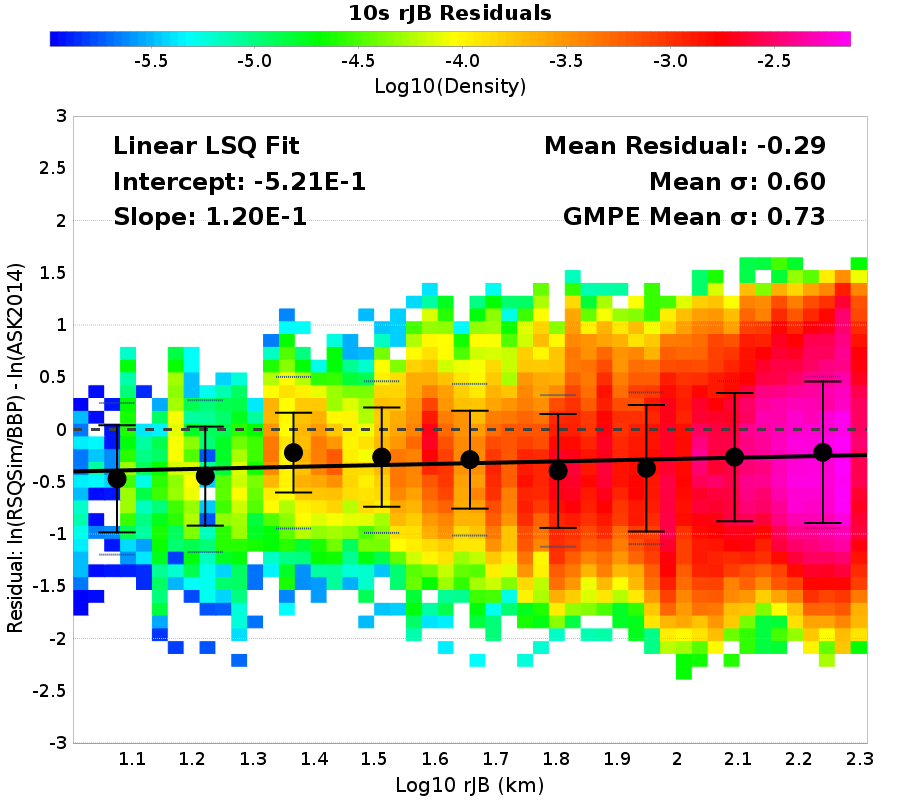 10s rJB Residuals
-5.5 -5.0 -4.5 -4.0 -3.5 -3.0 -2.5
Log10(Density)
Linear LSQ Fit
Intercept: -5.21E-1
Slope: 1.20E-1
Mean Residual: -0.29
Mean σ: 0.60
GMPE Mean σ: 0.73
Residual: ln(RSQSim/BBP) - ln(ASK2014)
3
2.5
2
1.5
1
0.5
0
-0.5
-1
-1.5
-2
-2.5
-3
1.1 1.2 1.3 1.4 1.5 1.6 1.7 1.8 1.9 2 2.1 2.2 2.3
Log10 rJB (km)